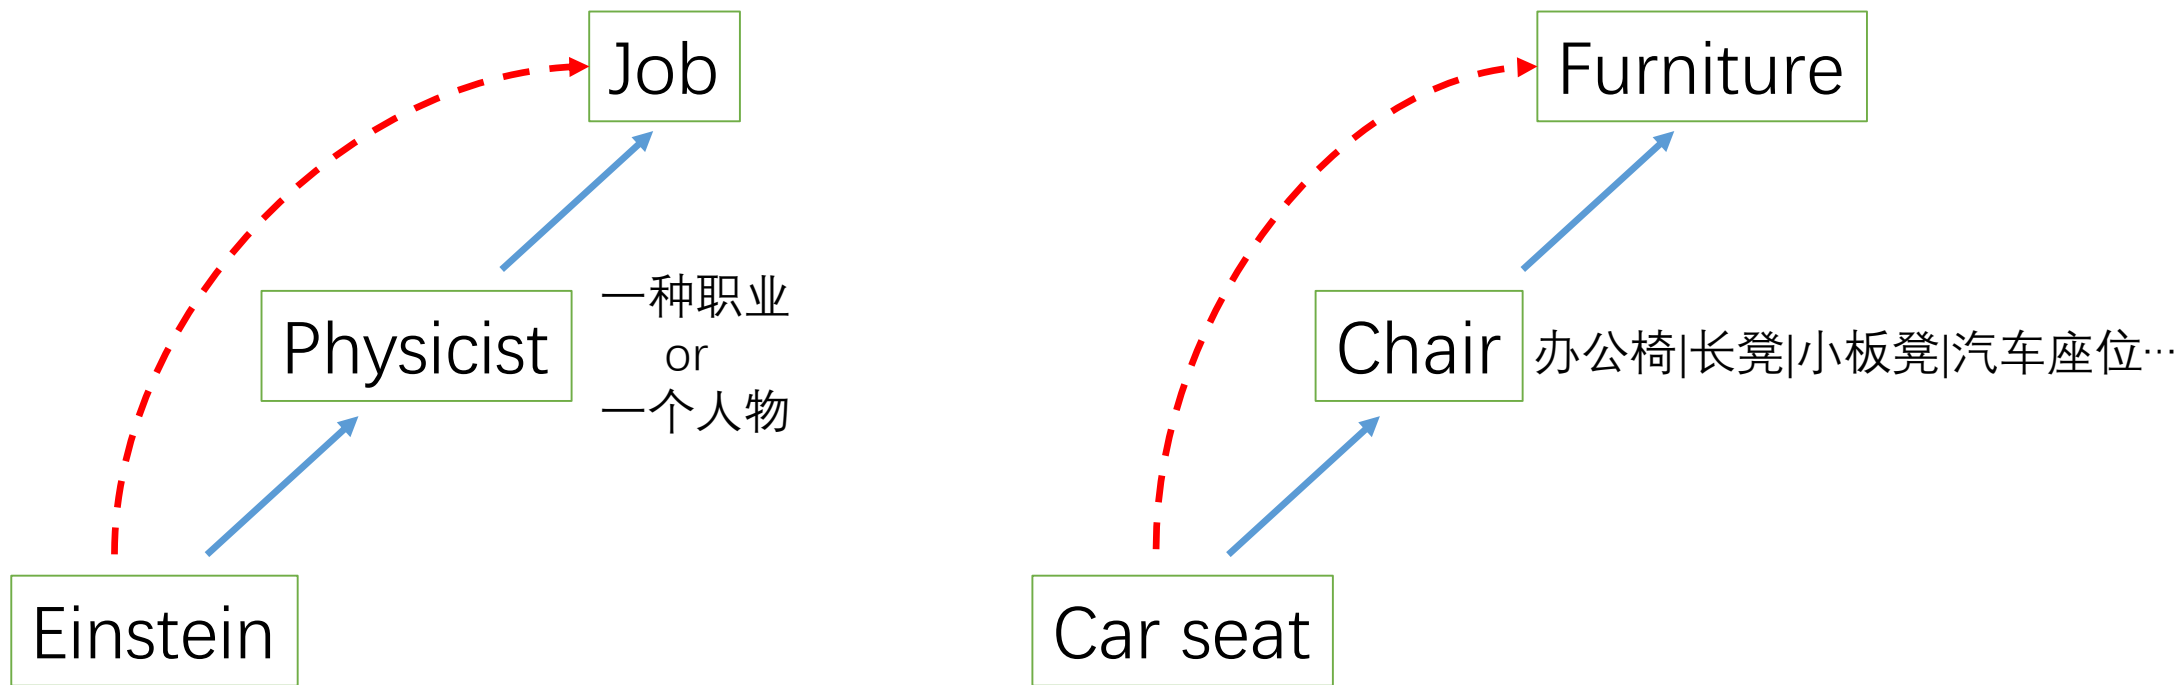 Job
Physicist
一种职业
or
一个人物
Einstein
Furniture
Chair
办公椅|长凳|小板凳|汽车座位…
Car seat